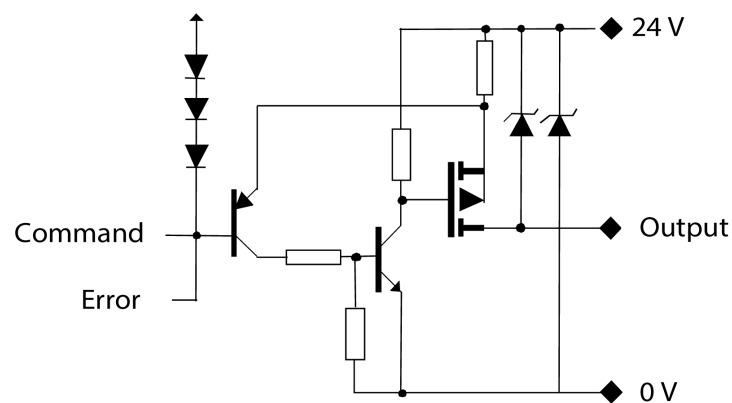 24 V
Command
Output
Error
0 V